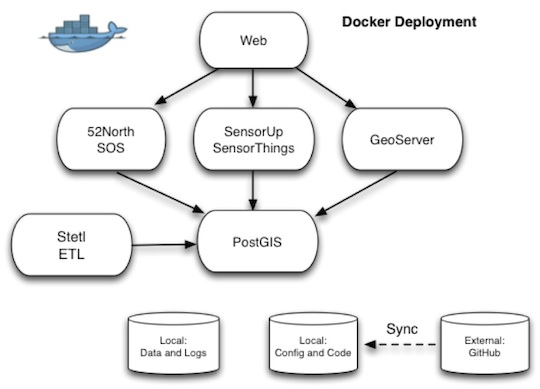 Docker Deployment
Web
52North
SOS
SensorUp
SensorThings
GeoServer
Stetl
ETL
PostGIS
Local:
Data and Logs
Local:
Config and Code
Sync
External:
GitHub